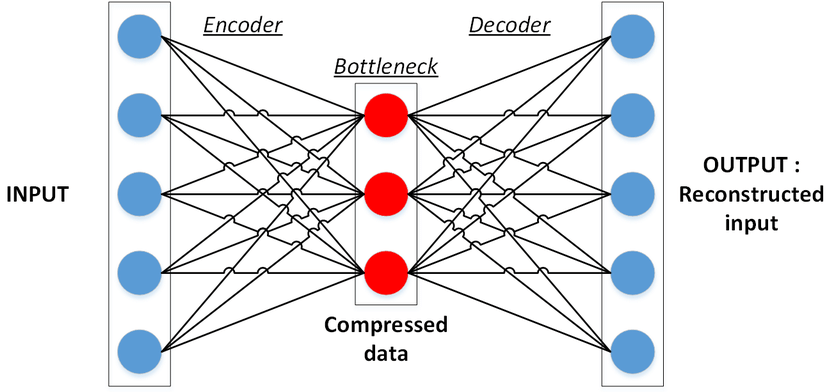 Encoder
Decoder
Bottleneck
INPUT
OUTPUT :
Reconstructed
input
Compressed
data